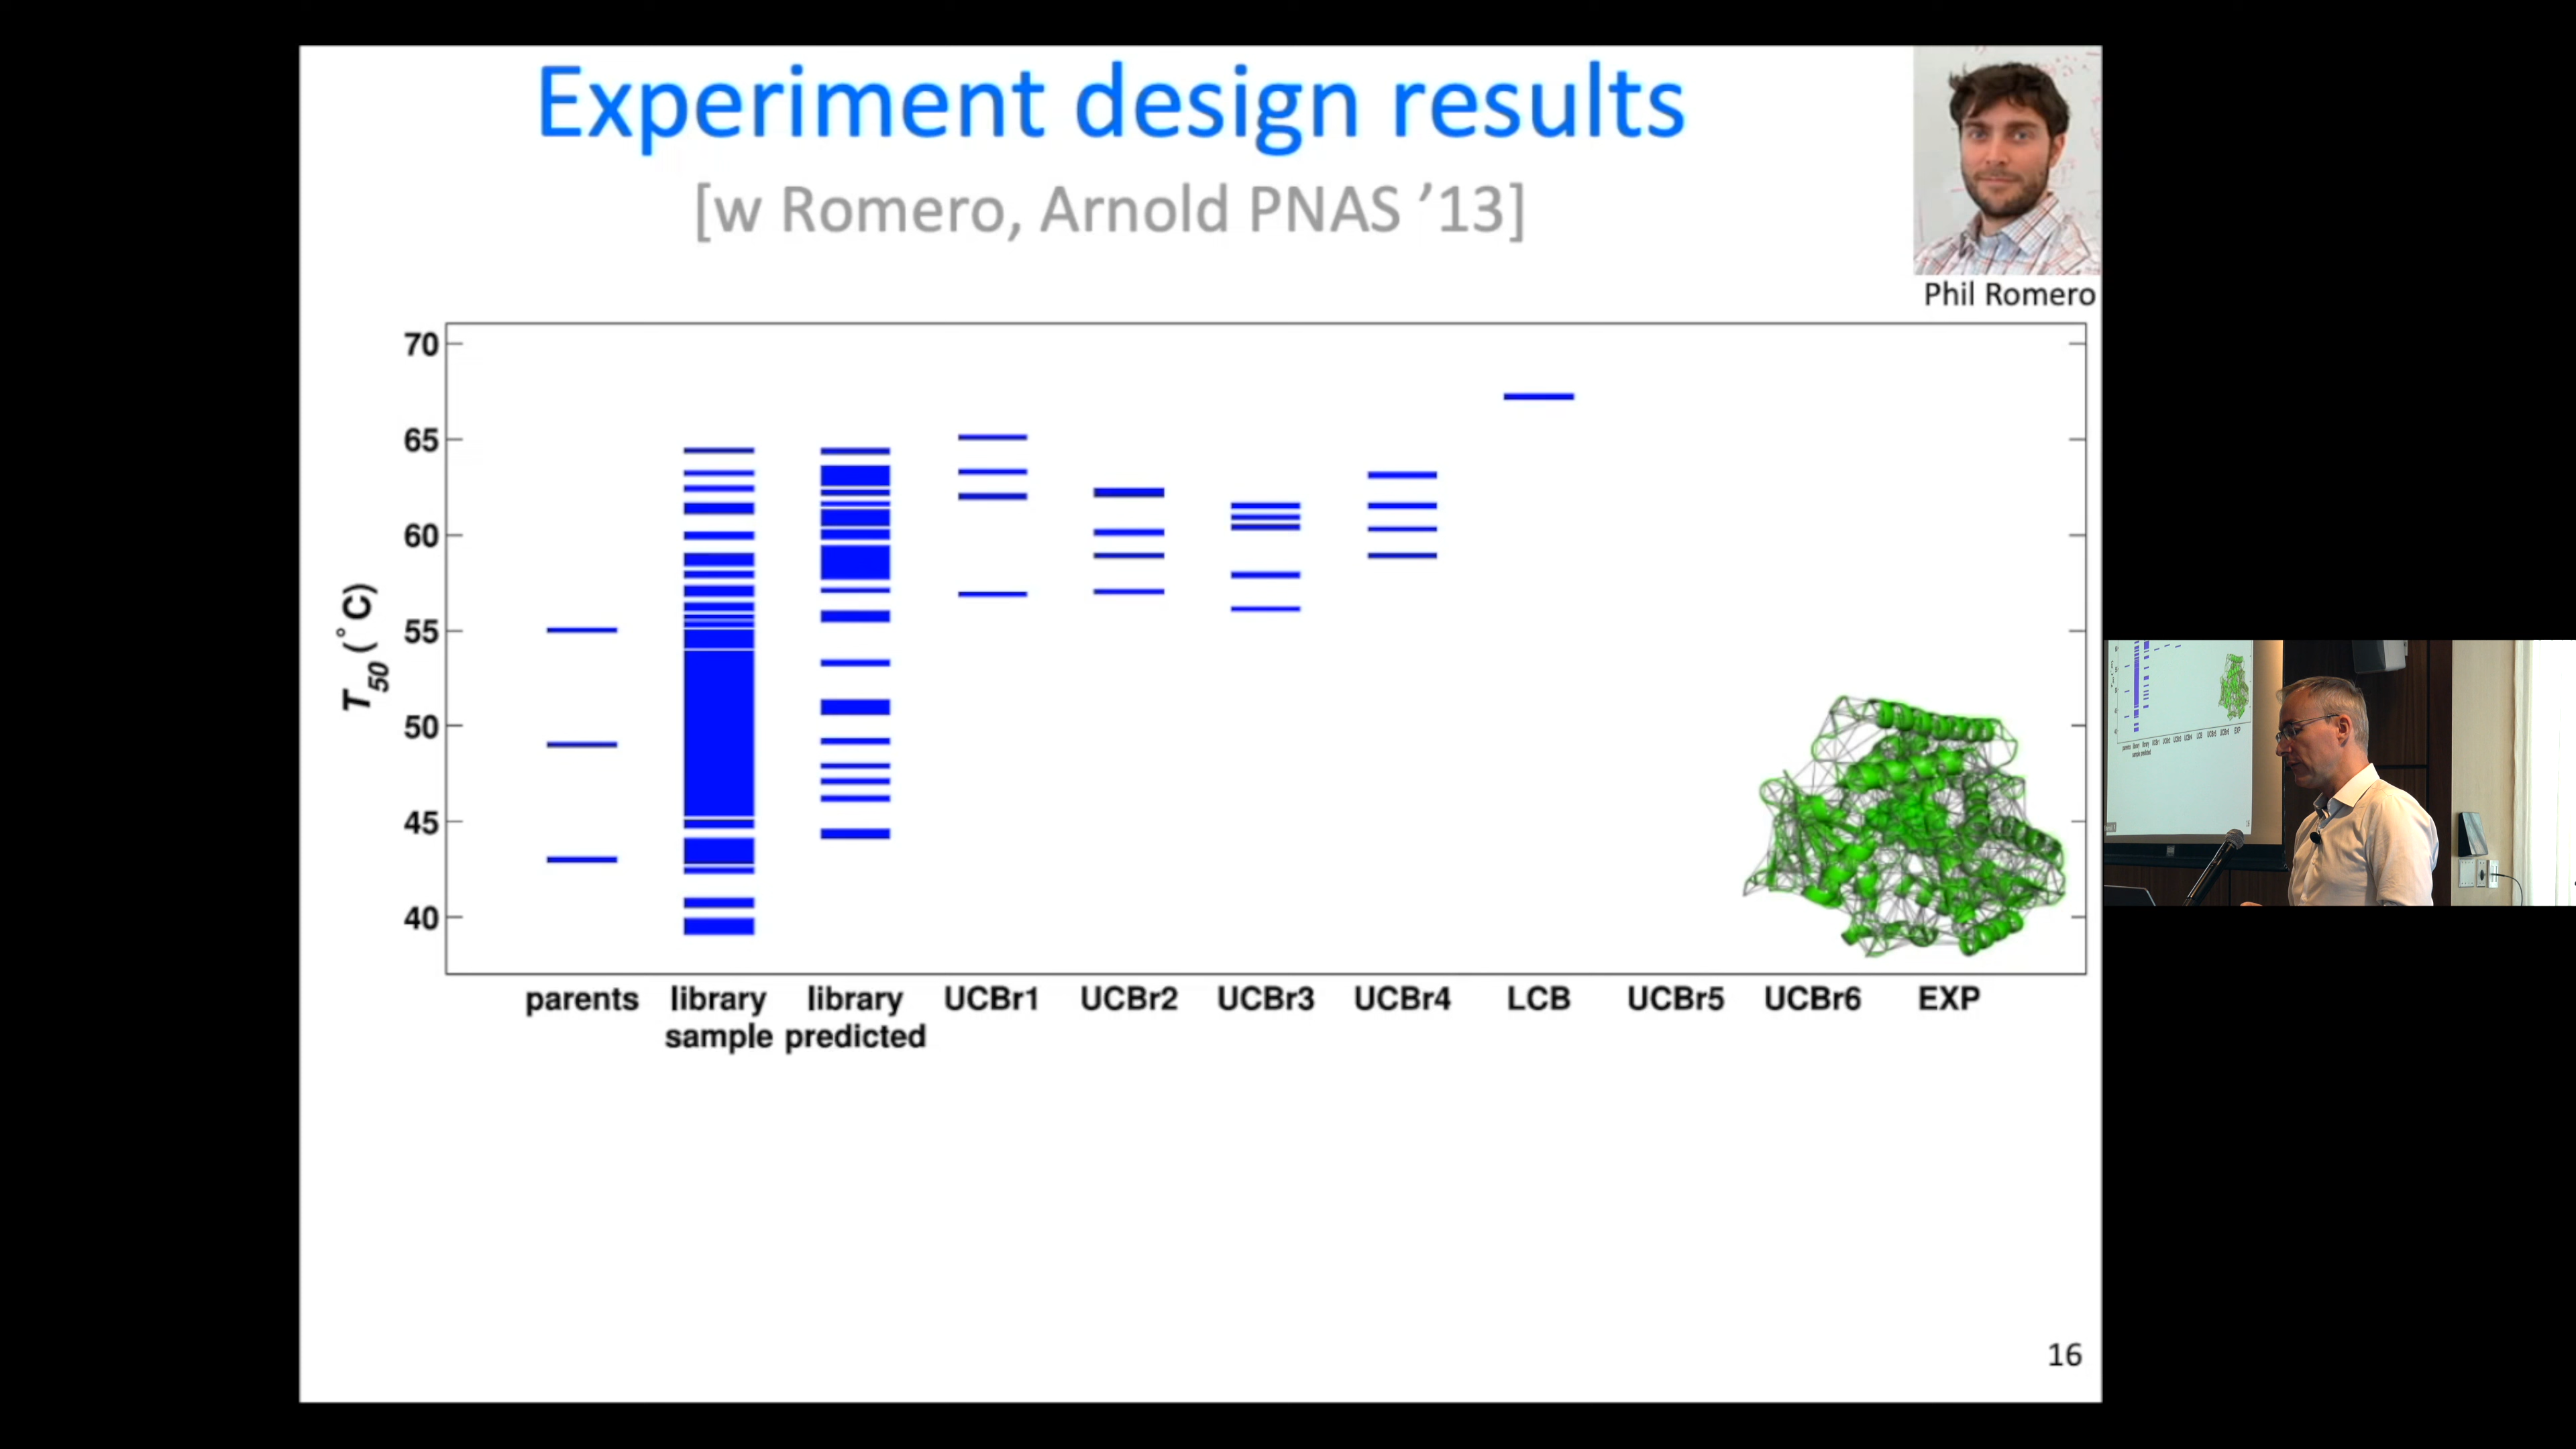 Experiment design results
[w Romero, Arnold PNAS ’13]
Phil Romero
70
65
60
55
50
45
40
T50 (°C)
parents
library sample
library predicted
UCBr1
UCBr2
UCBr3
UCBr4
LCB
UCBr5
UCBr6
EXP
16